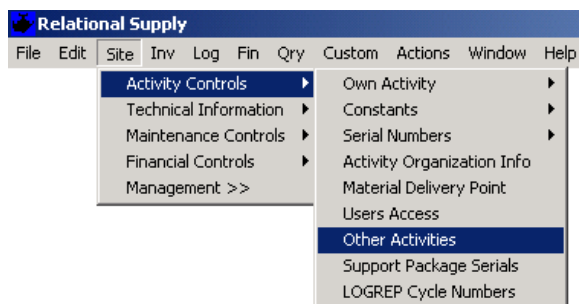 Relational Supply
File Edit Site Inv Log Fin Qry Custom Actions Window Help
Activity Controls
Technical Information
Maintenance Controls
Financial Controls
Management >>
Own Activity
Constants
Serial Numbers
Activity Organization Info
Material Delivery Point
Users Access
Other Activities
Support Package Serials
LOGREP Cycle Numbers